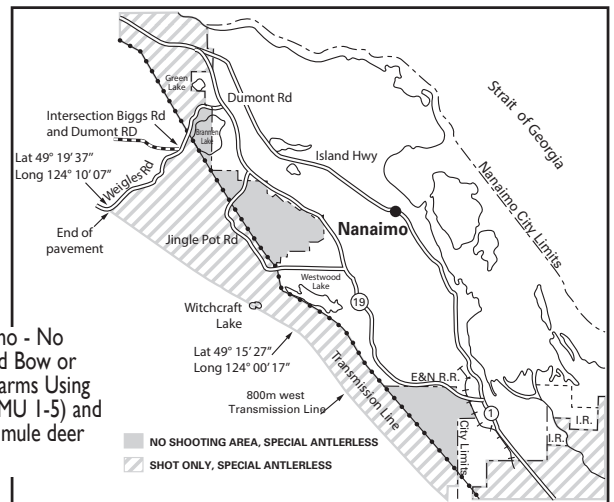 Green
Lake
Dumont Rd
Intersection Biggs Rd
and Dumont RD
Brannen
Lake
Strait of Georgia
Island Hwy
Lat 49° 19' 37"
Long 124° 10' 07"
Weigles Rd
Nanaimo City Limits
End of
pavement
Nanaimo
Jingle Pot Rd
Westwood
Lake
19
Witchcraft
Lake
Lat 49° 15' 27"
Long 124° 00' 17"
Transmission Line
E&N R.R.
800m west
Transmission Line
1
I.R.
I.R.
City Limits
no - No
d Bow or
arms Using
MU 1-5) and
mule deer
NO SHOOTING AREA, SPECIAL ANTLERLESS
SHOT ONLY, SPECIAL ANTLERLESS